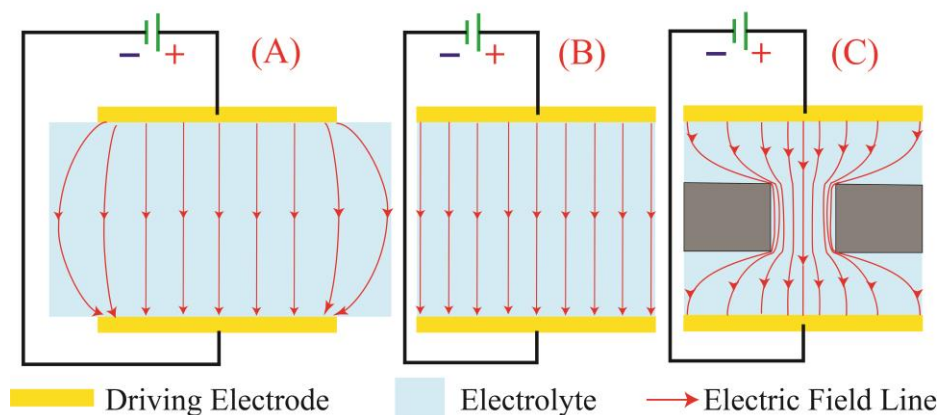 (A)
− +
(B)
− +
(C)
− +
Driving Electrode
Electrolyte
Electric Field Line